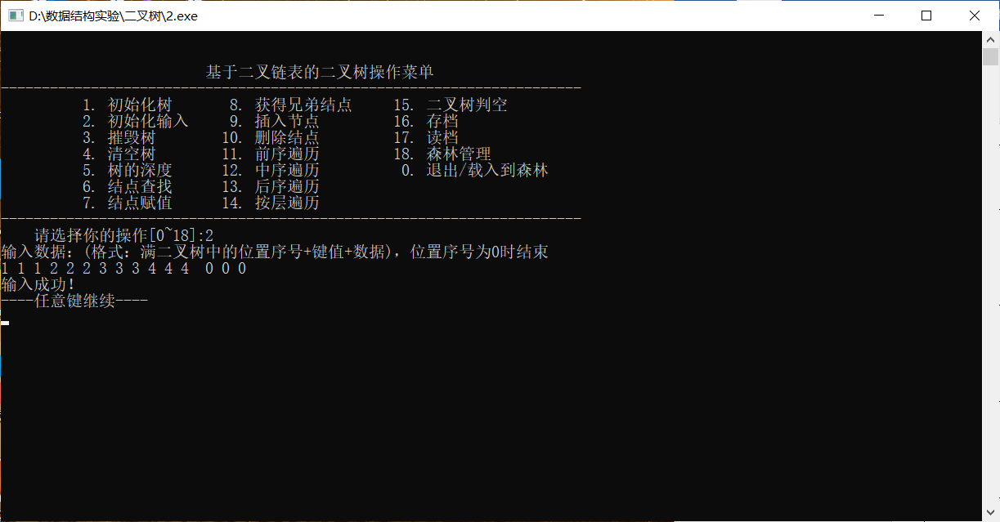 D:\数据结构实验\二叉树\2.exe
基于二叉链表的二叉树操作菜单
-----------------------------------------------------------------------
1. 初始化树 8. 获得兄弟结点 15. 二叉树判空
2. 初始化输入 9. 插入节点 16. 存档
3. 摧毁树 10. 删除结点 17. 读档
4. 清空树 11. 前序遍历 18. 森林管理
5. 树的深度 12. 中序遍历 0. 退出/载入到森林
6. 结点查找 13. 后序遍历
7. 结点赋值 14. 按层遍历
-----------------------------------------------------------------------
请选择你的操作[0~18]:2
输入数据：(格式：满二叉树中的位置序号+键值+数据)，位置序号为0时结束
1 1 1 2 2 2 3 3 3 4 4 4  0 0 0
输入成功！
----任意键继续----